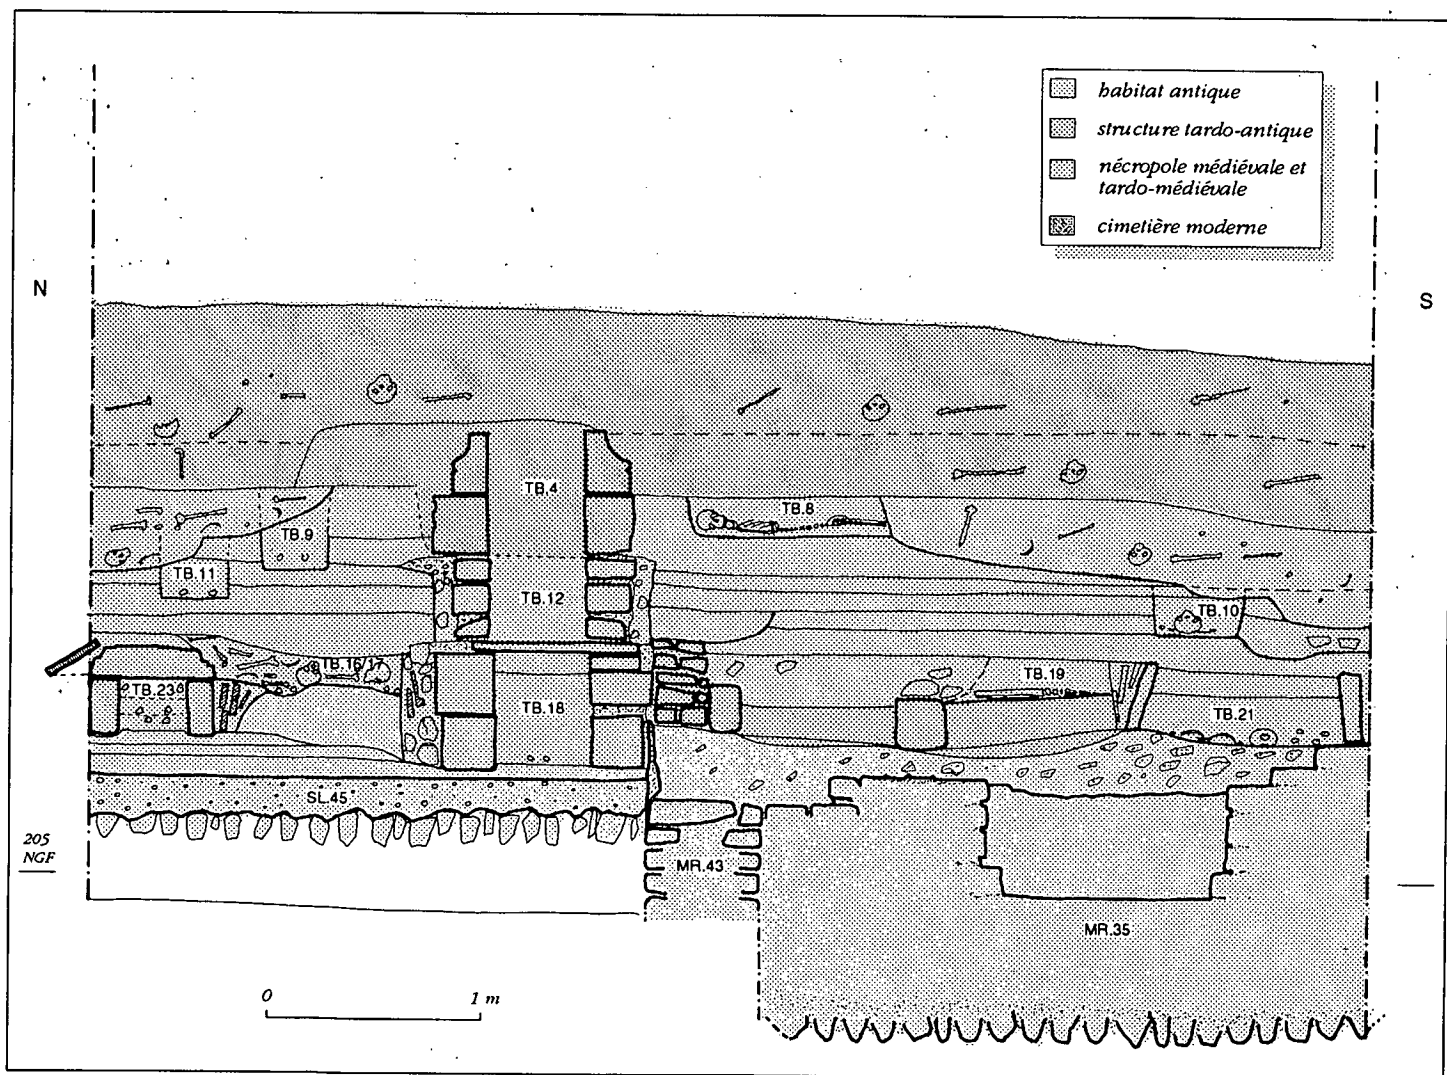 habitat antique
structure tardo-antique
nécropole médiévale et
tardo-médiévale
cimetière moderne
N
S
TB.4
TB.8
TB.9
TB.11
TB.12
TB.10
TB.16/17
TB.19
TB.23
TB.18
TB.21
SL.45
205
NGF
MR.43
MR.35
0 1 m